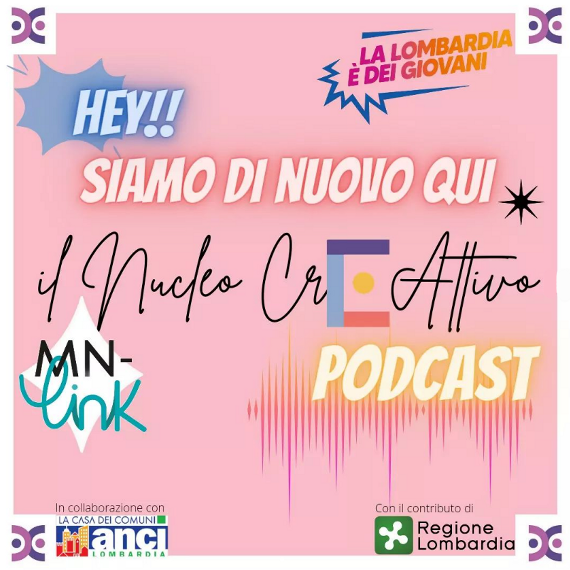 LA LOMBARDIA
È DEI GIOVANI
HEY!!
SIAMO DI NUOVO QUI
il Nucleo CrEAttivo
PODCAST
MN-
link
In collaborazione con
LA CASA DEI COMUNI
anci
LOMBARDIA
Con il contributo di
Regione
Lombardia